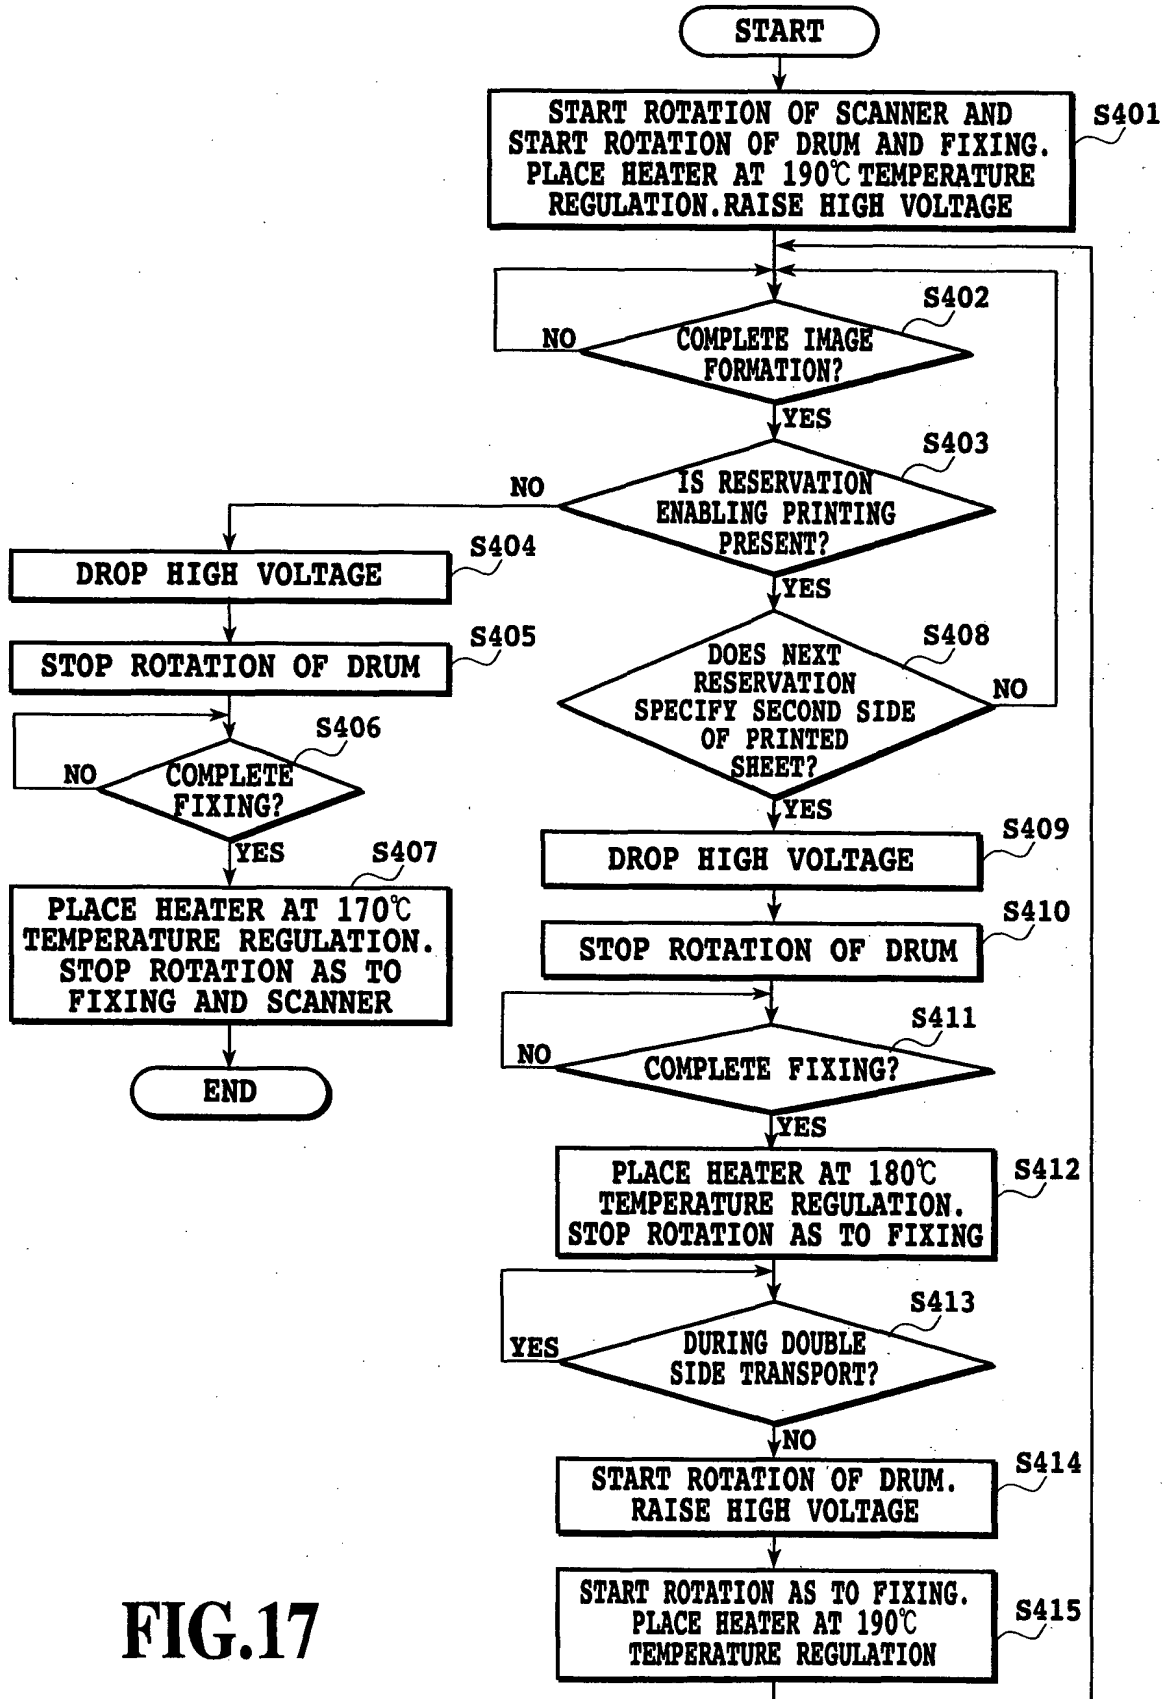 START
START ROTATION OF SCANNER AND
START ROTATION OF DRUM AND FIXING.
PLACE HEATER AT 190℃ TEMPERATURE
REGULATION.RAISE HIGH VOLTAGE
S401
S402
COMPLETE IMAGE
FORMATION?
NO
YES
S403
IS RESERVATION
ENABLING PRINTING
PRESENT?
NO
YES
S404
DROP HIGH VOLTAGE
S405
STOP ROTATION OF DRUM
S406
COMPLETE
FIXING?
NO
YES
S407
PLACE HEATER AT 170℃
TEMPERATURE REGULATION.
STOP ROTATION AS TO
FIXING AND SCANNER
END
S408
DOES NEXT
RESERVATION
SPECIFY SECOND SIDE
OF PRINTED
SHEET?
NO
YES
S409
DROP HIGH VOLTAGE
S410
STOP ROTATION OF DRUM
S411
COMPLETE FIXING?
NO
YES
S412
PLACE HEATER AT 180℃
TEMPERATURE REGULATION.
STOP ROTATION AS TO FIXING
S413
DURING DOUBLE
SIDE TRANSPORT?
YES
NO
S414
START ROTATION OF DRUM.
RAISE HIGH VOLTAGE
S415
START ROTATION AS TO FIXING.
PLACE HEATER AT 190℃
TEMPERATURE REGULATION
FIG.17